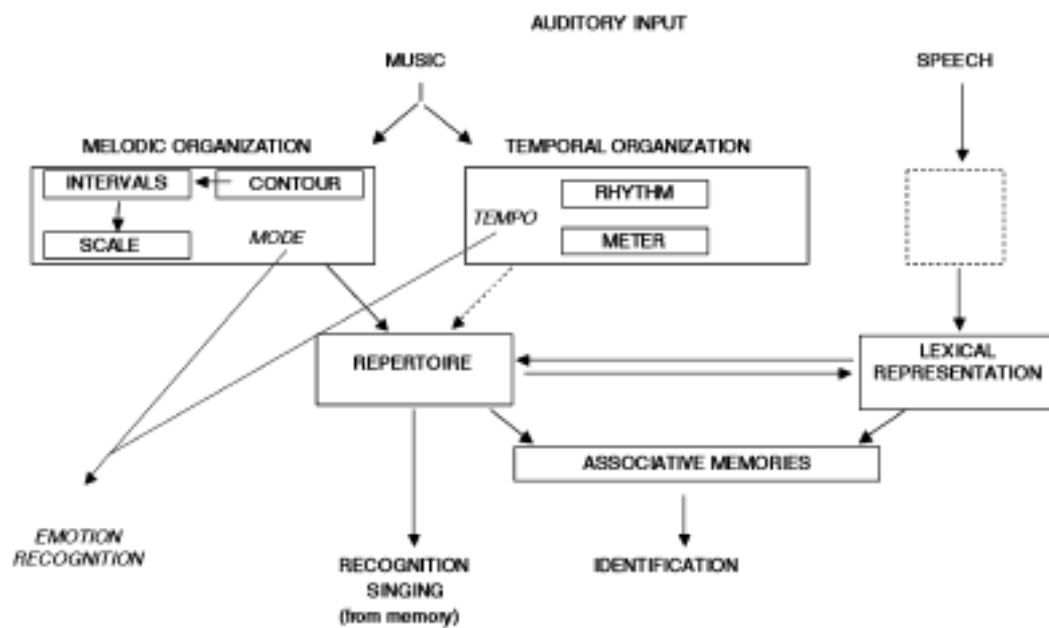 AUDITORY INPUT
MUSIC
SPEECH
MELODIC ORGANIZATION
TEMPORAL ORGANIZATION
INTERVALS
CONTOUR
SCALE
MODE
TEMPO
RHYTHM
METER
REPERTOIRE
LEXICAL
REPRESENTATION
ASSOCIATIVE MEMORIES
EMOTION
RECOGNITION
RECOGNITION
SINGING
(from memory)
IDENTIFICATION